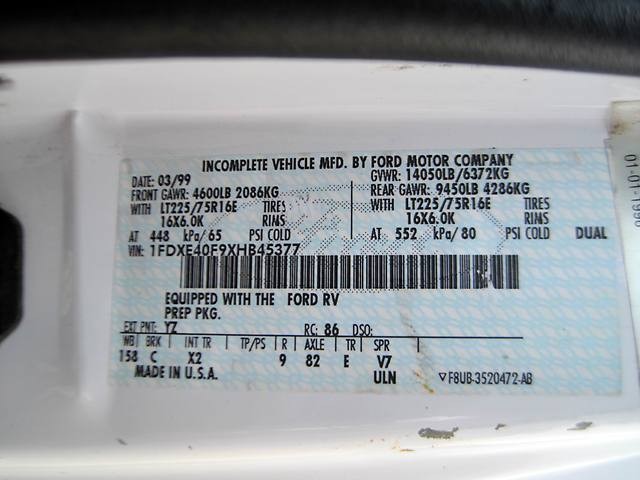 INCOMPLETE VEHICLE MFD. BY FORD MOTOR COMPANY
DATE: 03/99 GVWR: 14050LB/6372KG
FRONT GAWR: 4600LB 2086KG REAR GAWR: 9450LB 4286KG
WITH LT225/75R16E TIRES WITH LT225/75R16E TIRES
16X6.0K RIMS 16X6.0K RIMS
AT 448 kPa/65 PSI COLD AT 552 kPa/80 PSI COLD DUAL
VIN: 1FDXE40F9XHB45377
EQUIPPED WITH THE FORD RV
PREP PKG.
EXT PNT: YZ RC: 86 DSO:
WB BRK INT TR TP/PS R AXLE TR SPR
158 C X2 9 82 E V7
MADE IN U.S.A. ULN ▽F8UB-3520472-AB
01-01-1996